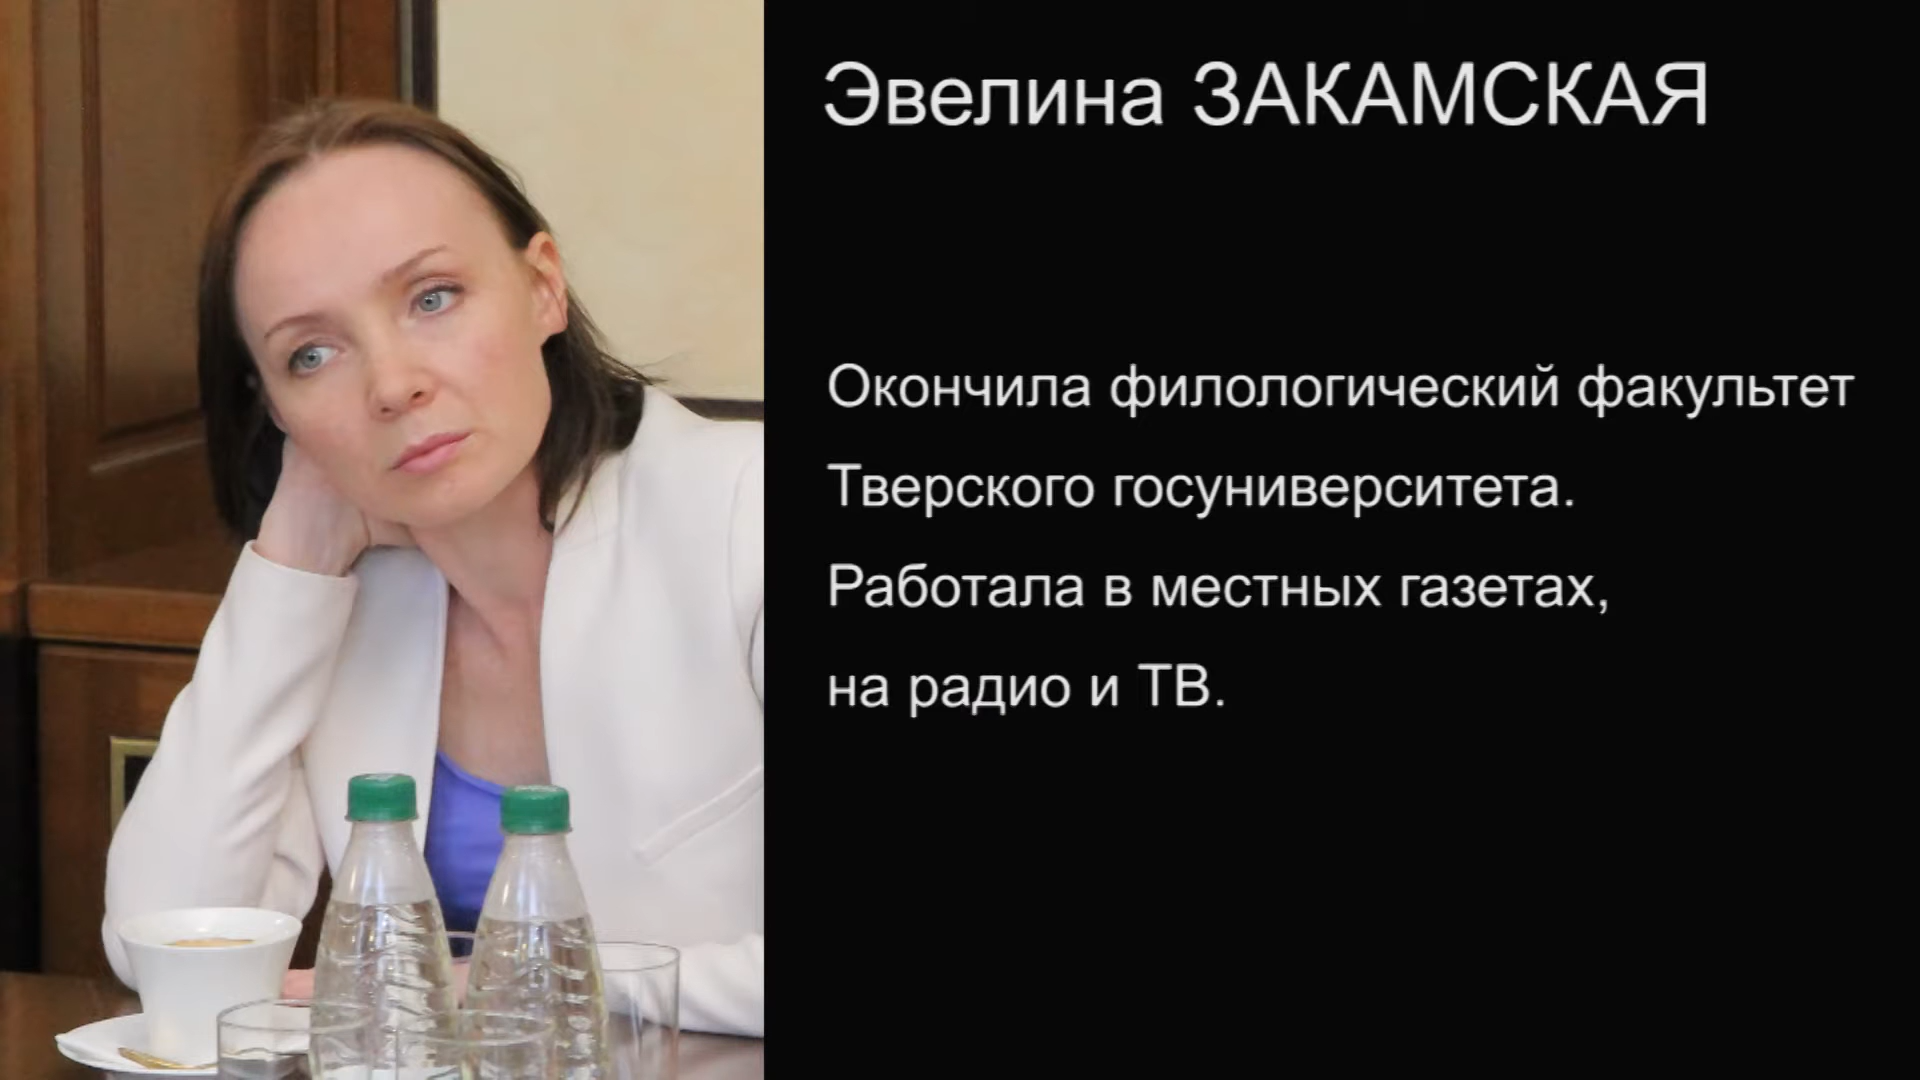 Эвелина ЗАКАМСКАЯ
Окончила филологический факультет
Тверского госуниверситета.
Работала в местных газетах,
на радио и ТВ.